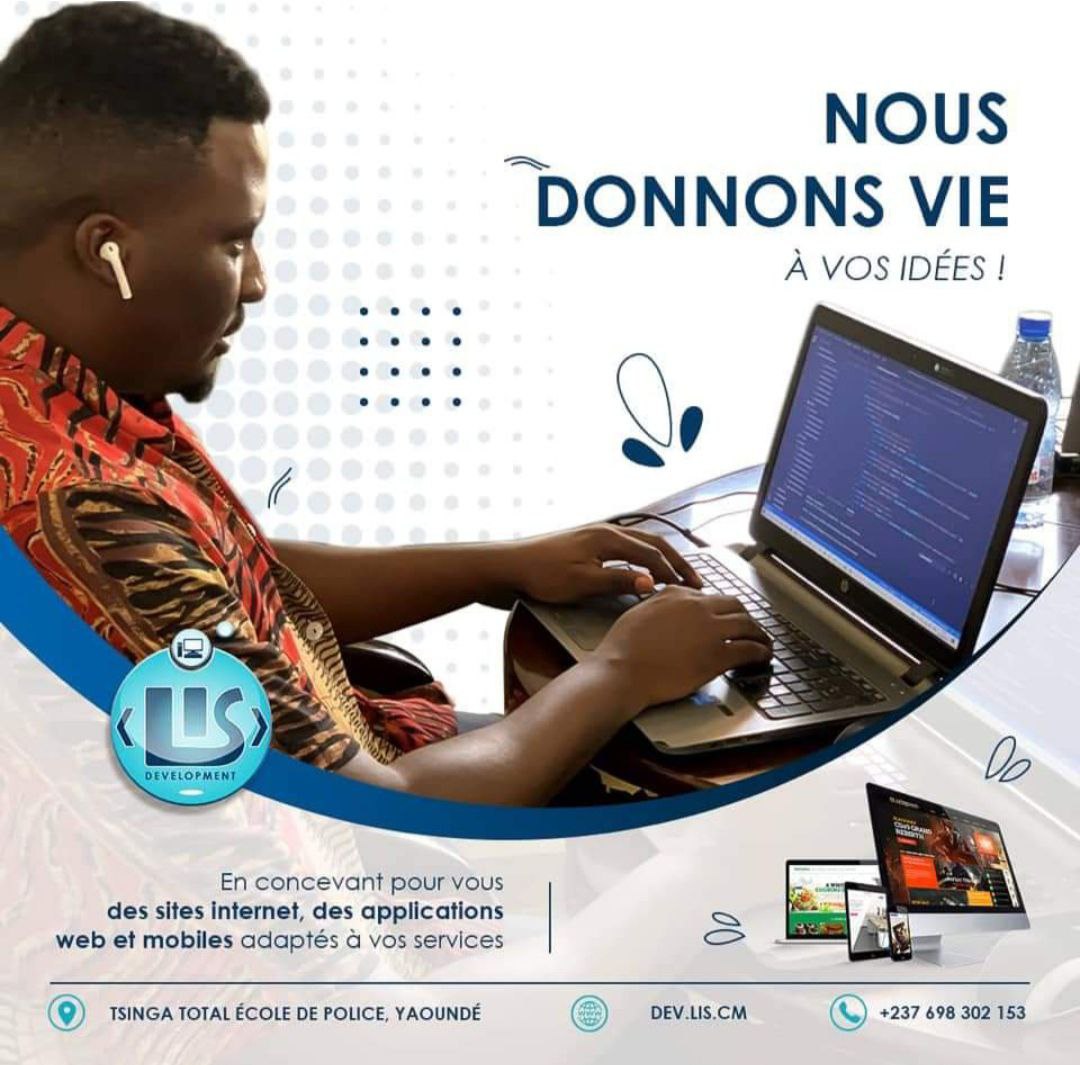 NOUS
DONNONS VIE
À VOS IDÉES !
LIS
DEVELOPMENT
En concevant pour vous
des sites internet, des applications
web et mobiles adaptés à vos services
TSINGA TOTAL ÉCOLE DE POLICE, YAOUNDÉ
WWW
DEV.LIS.CM
+237 698 302 153